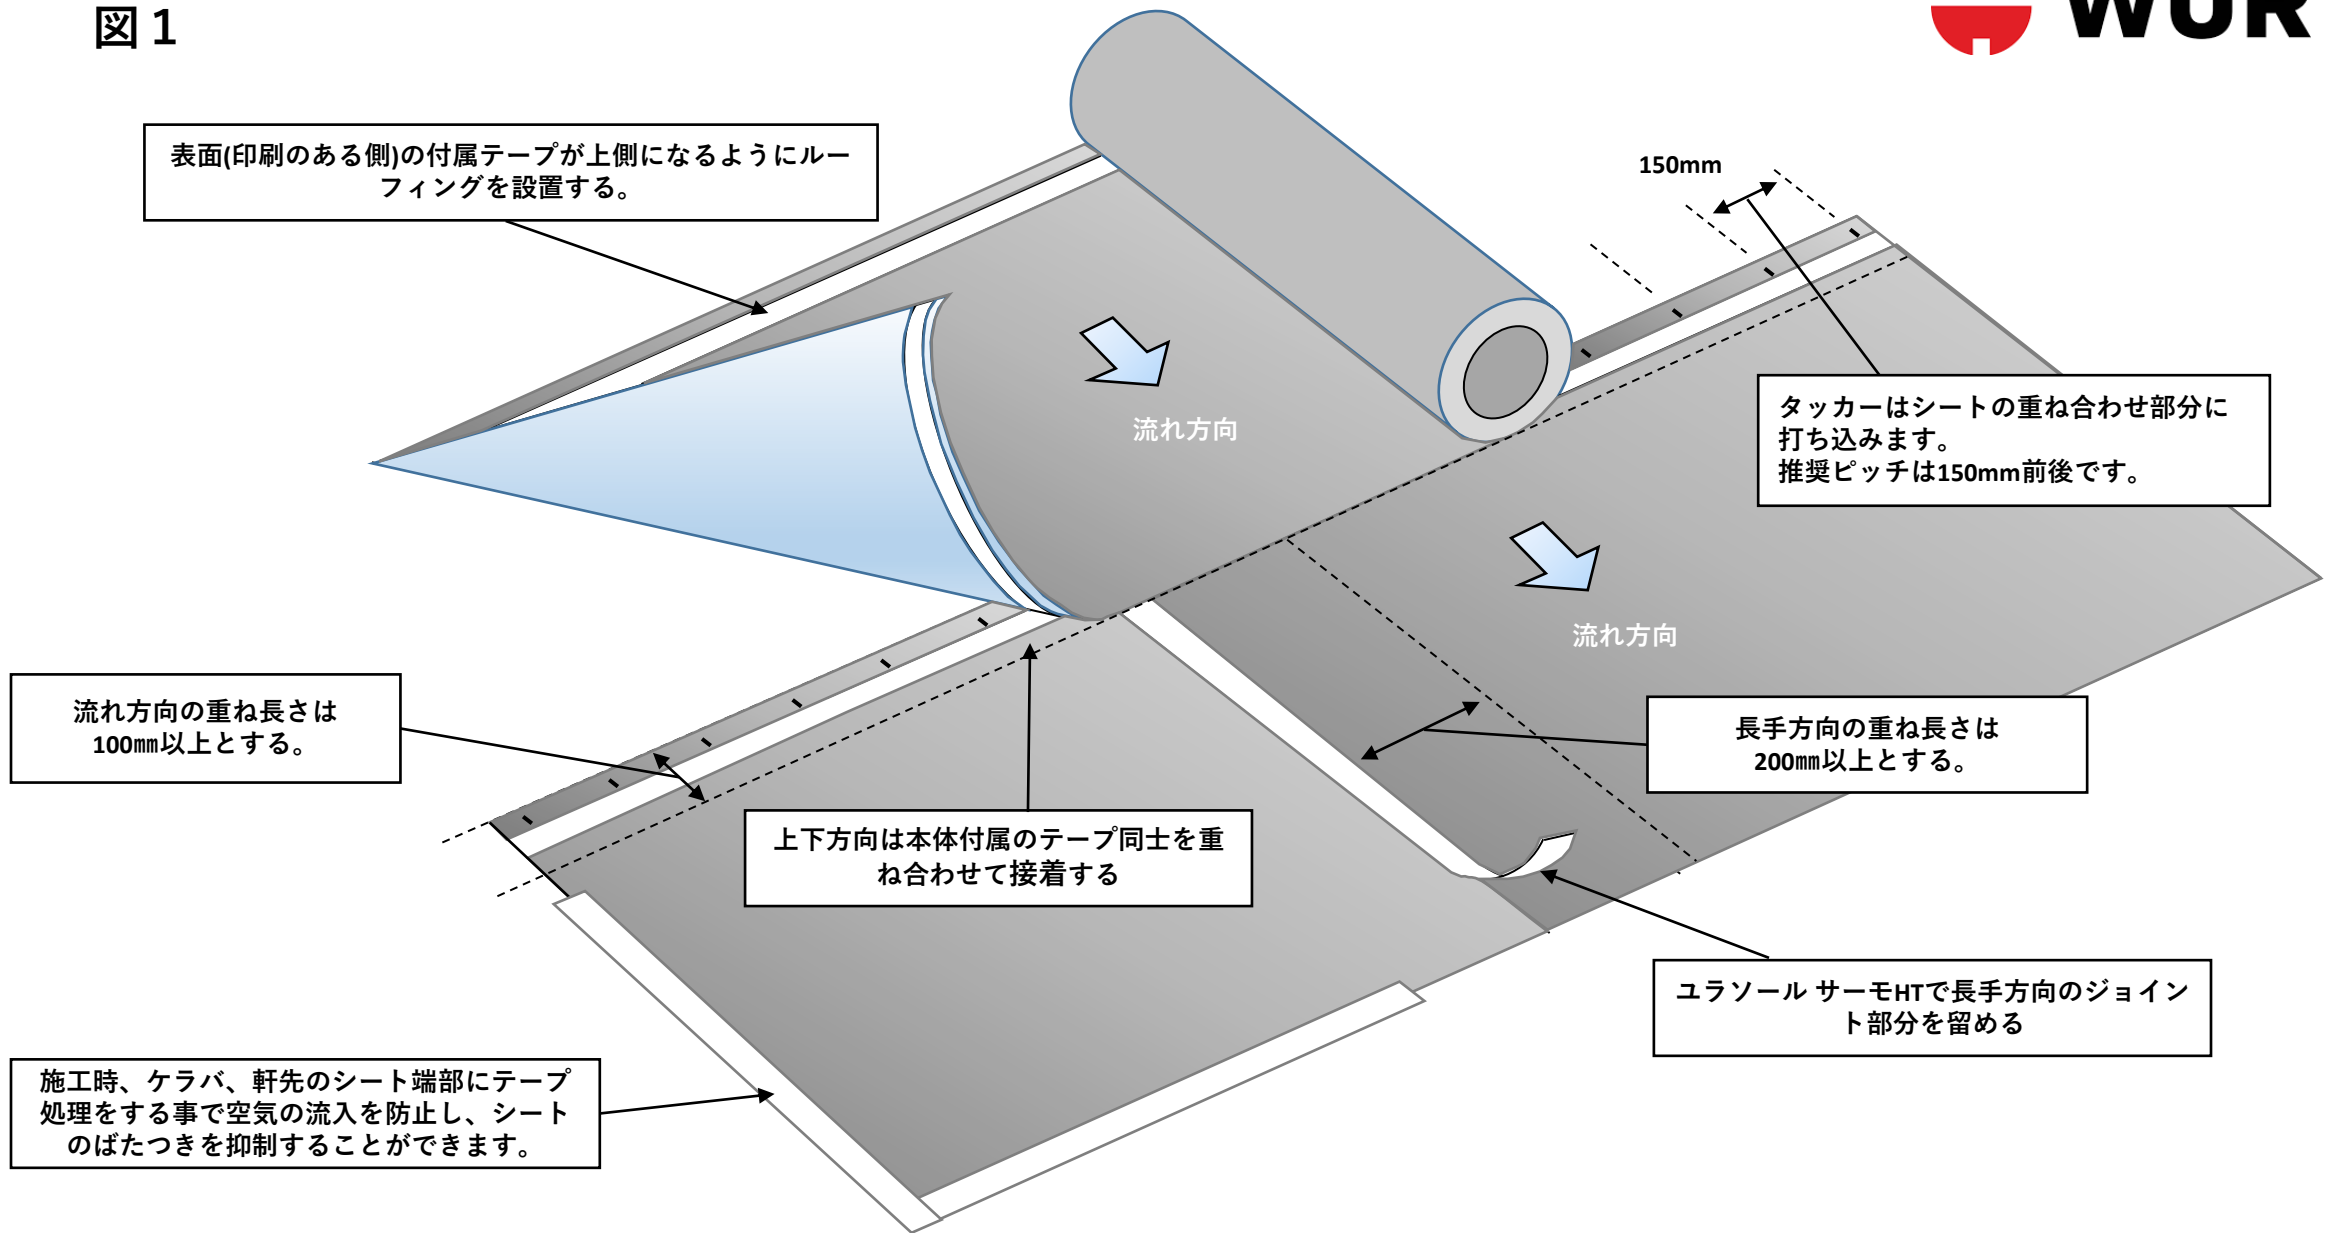 図１
WÜR
表面(印刷のある側)の付属テープが上側になるようにルー
フィングを設置する。
150mm
タッカーはシートの重ね合わせ部分に
打ち込みます。
推奨ピッチは150mm前後です。
流れ方向
流れ方向
流れ方向の重ね長さは
100㎜以上とする。
長手方向の重ね長さは
200㎜以上とする。
上下方向は本体付属のテープ同士を重
ね合わせて接着する
ユラソール サーモHTで長手方向のジョイン
ト部分を留める
施工時、ケラバ、軒先のシート端部にテープ
処理をする事で空気の流入を防止し、シート
のばたつきを抑制することができます。